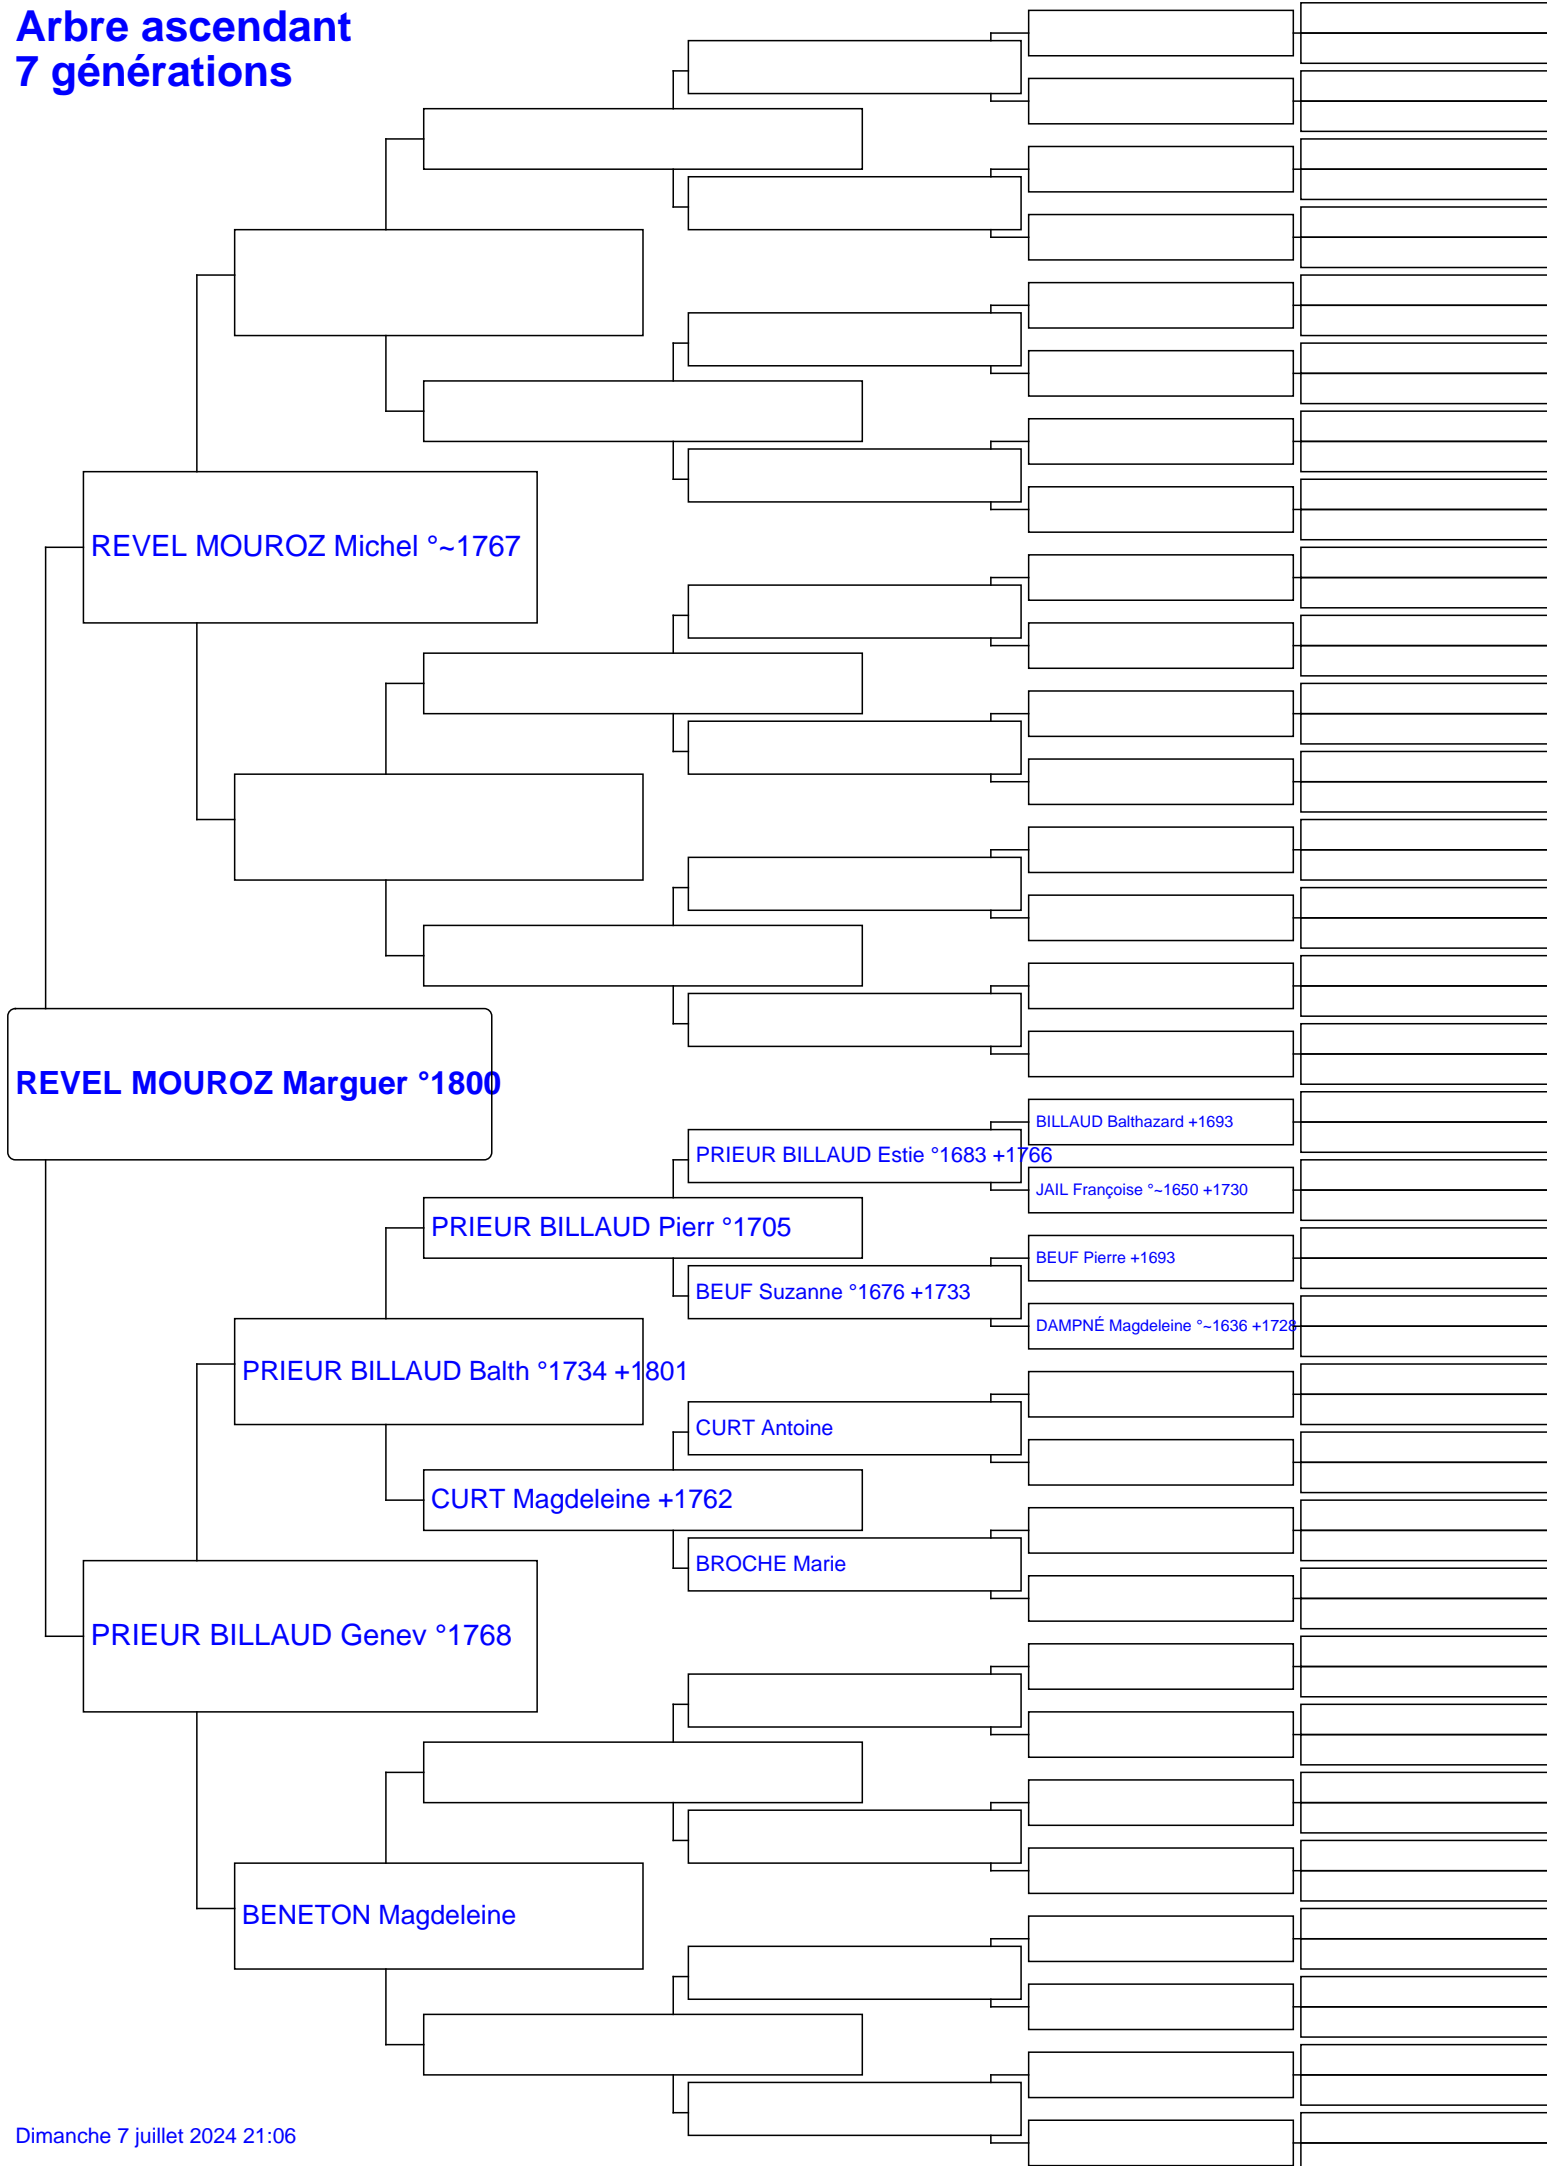 Arbre ascendant
7 générations
REVEL MOUROZ Michel °~1767
REVEL MOUROZ Marguer °1800
BILLAUD Balthazard +1693
PRIEUR BILLAUD Estie °1683 +1766
JAIL Françoise °~1650 +1730
PRIEUR BILLAUD Pierr °1705
BEUF Pierre +1693
BEUF Suzanne °1676 +1733
DAMPNÉ Magdeleine °~1636 +1728
PRIEUR BILLAUD Balth °1734 +1801
CURT Antoine
CURT Magdeleine +1762
BROCHE Marie
PRIEUR BILLAUD Genev °1768
BENETON Magdeleine
Dimanche 7 juillet 2024 21:06